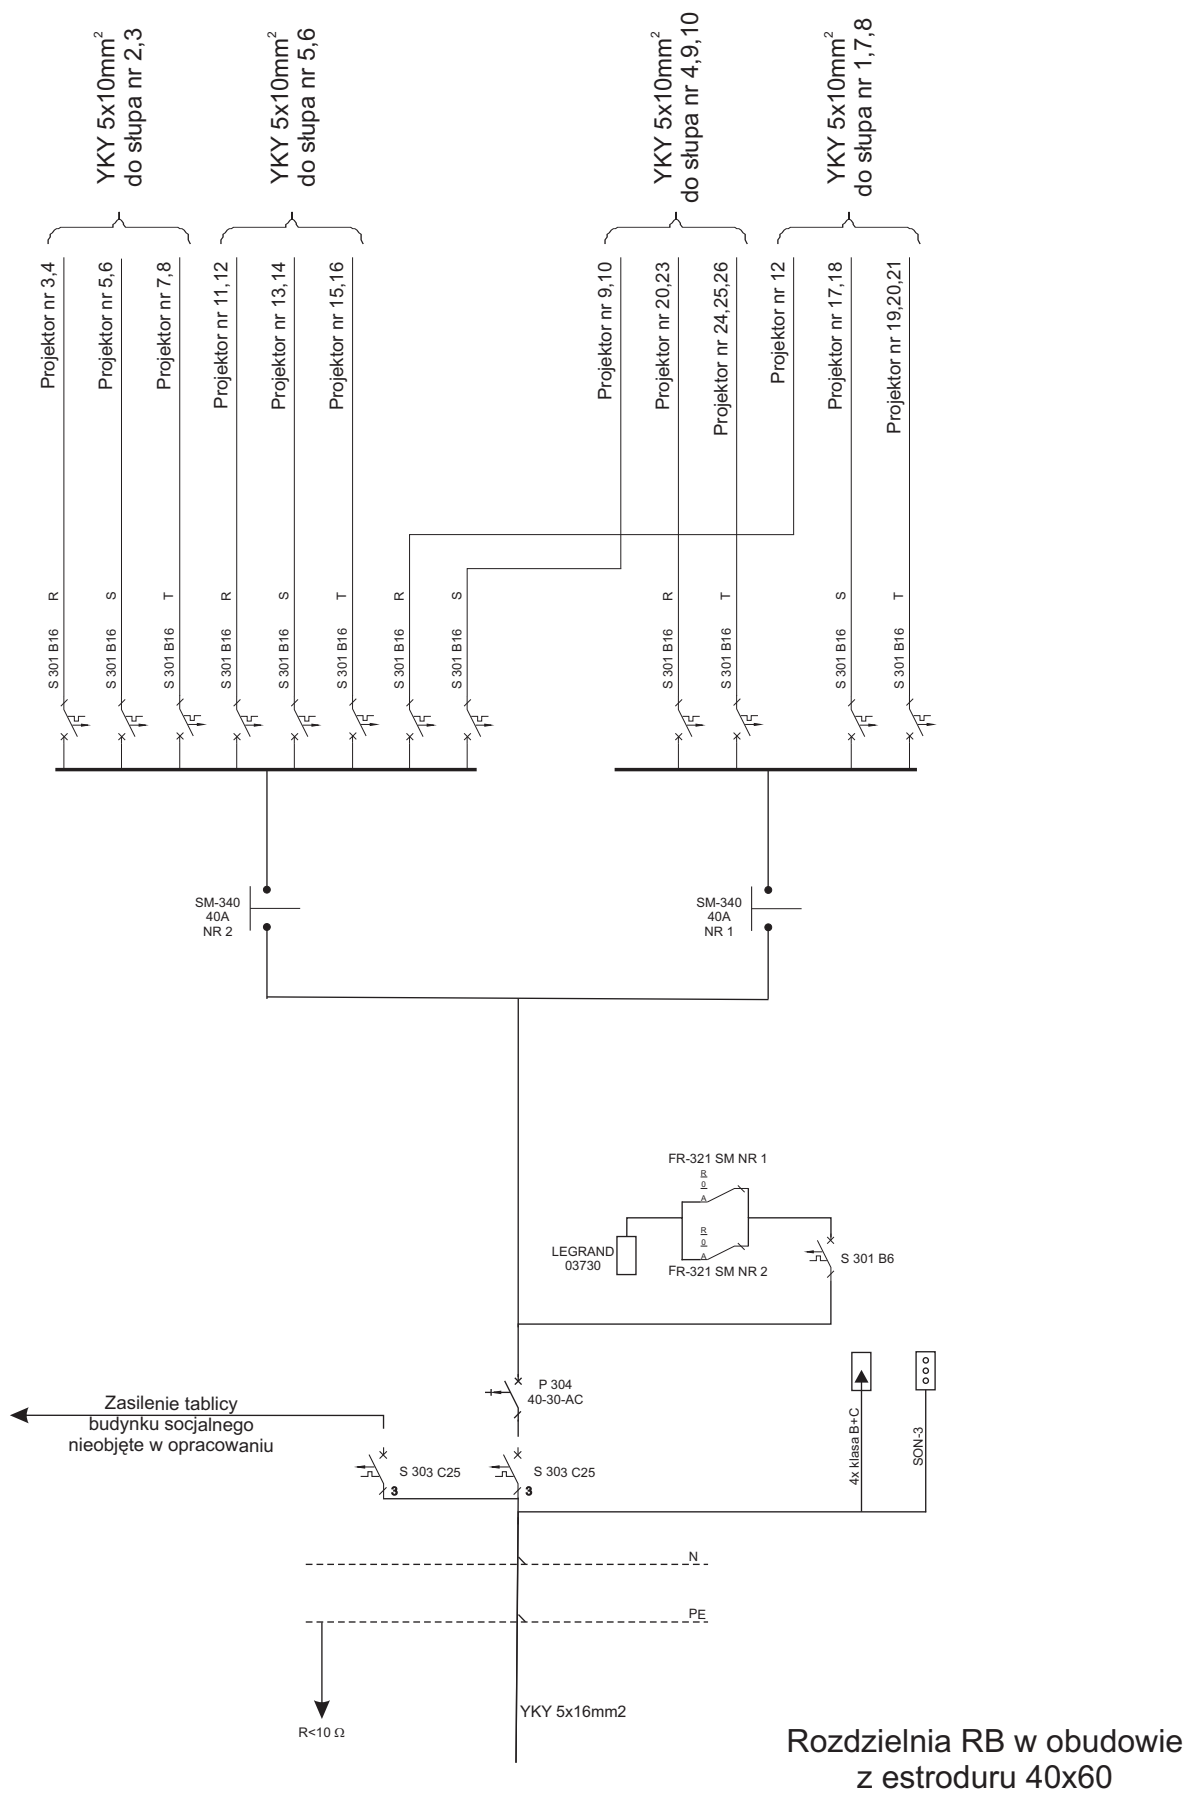 YKY 5x10mm²
do słupa nr 2,3
YKY 5x10mm²
do słupa nr 5,6
YKY 5x10mm²
do słupa nr 4,9,10
YKY 5x10mm²
do słupa nr 1,7,8
Projektor nr 3,4
Projektor nr 5,6
Projektor nr 7,8
Projektor nr 11,12
Projektor nr 13,14
Projektor nr 15,16
Projektor nr 9,10
Projektor nr 20,23
Projektor nr 24,25,26
Projektor nr 12
Projektor nr 17,18
Projektor nr 19,20,21
R
S
T
R
S
T
R
S
R
T
S
T
S 301 B16
S 301 B16
S 301 B16
S 301 B16
S 301 B16
S 301 B16
S 301 B16
S 301 B16
S 301 B16
S 301 B16
S 301 B16
S 301 B16
SM-340
40A
NR 2
SM-340
40A
NR 1
FR-321 SM NR 1
R
0
A
R
0
A
FR-321 SM NR 2
LEGRAND
03730
S 301 B6
P 304
40-30-AC
Zasilenie tablicy
budynku socjalnego
nieobjęte w opracowaniu
S 303 C25
3
S 303 C25
3
4x klasa B+C
SON-3
N
PE
R<10 Ω
YKY 5x16mm2
Rozdzielnia RB w obudowie
z estroduru 40x60